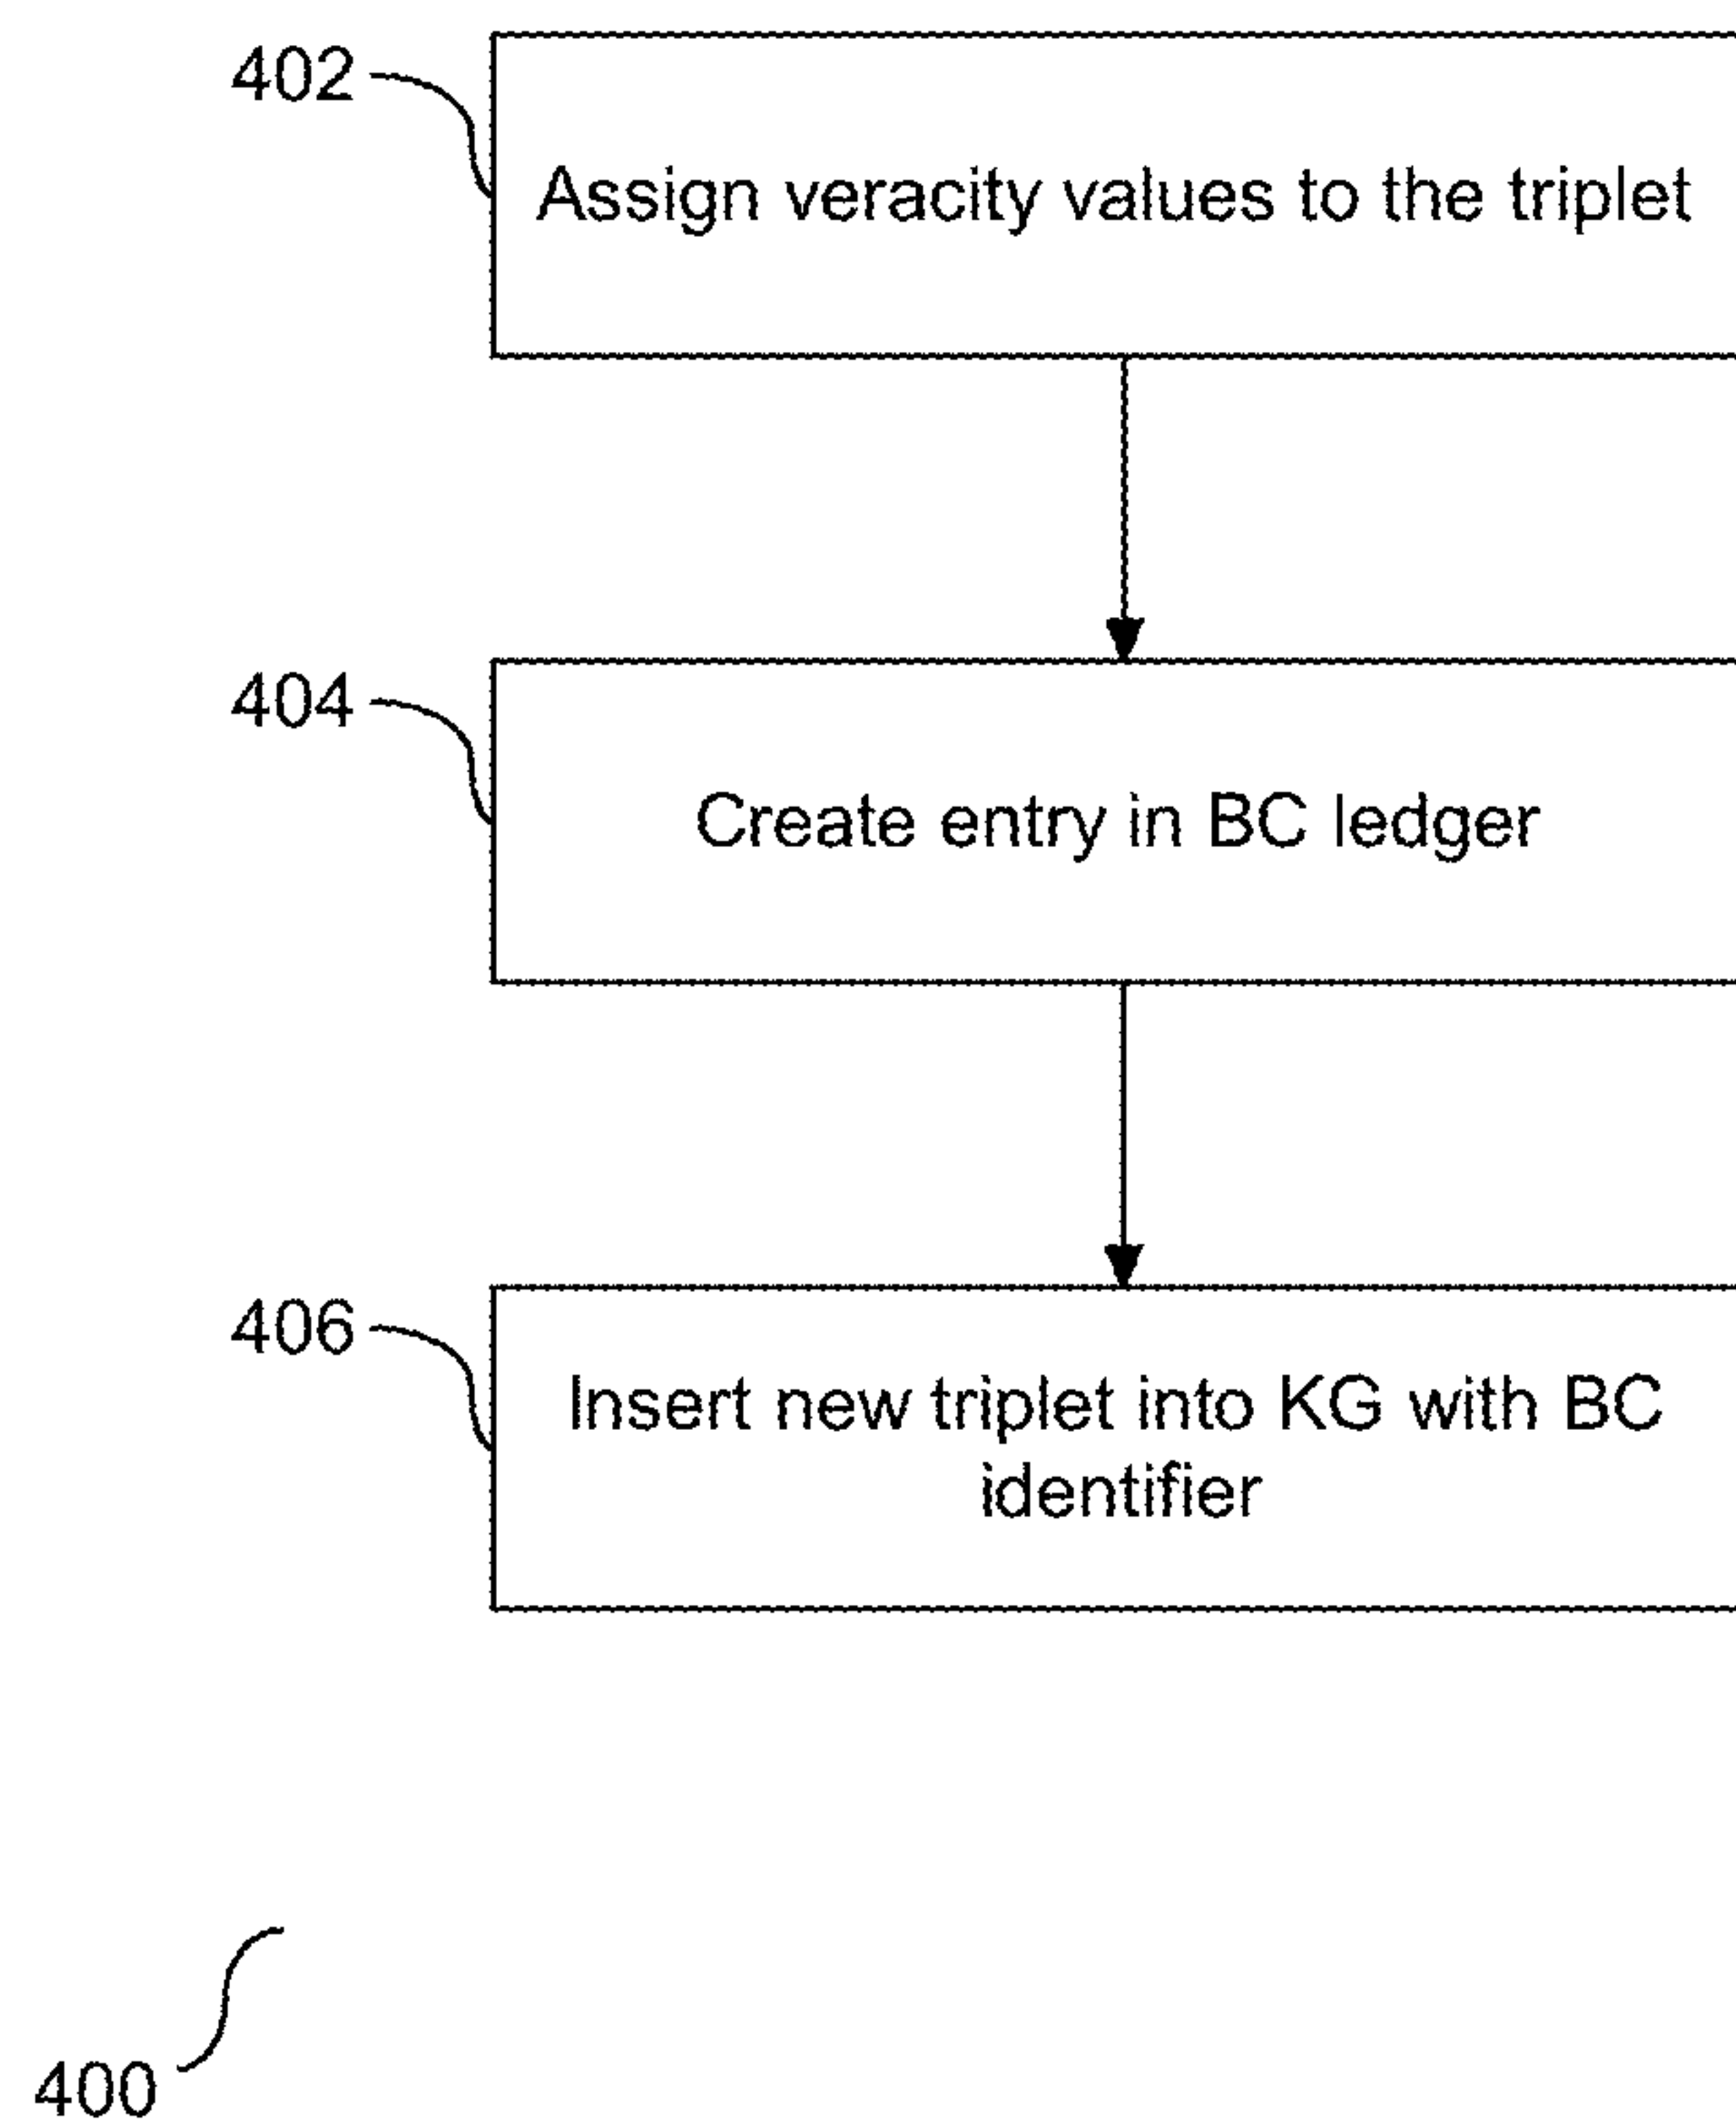 402
Assign veracity values to the triplet
404
Create entry in BC ledger
406
Insert new triplet into KG with BC
identifier
400